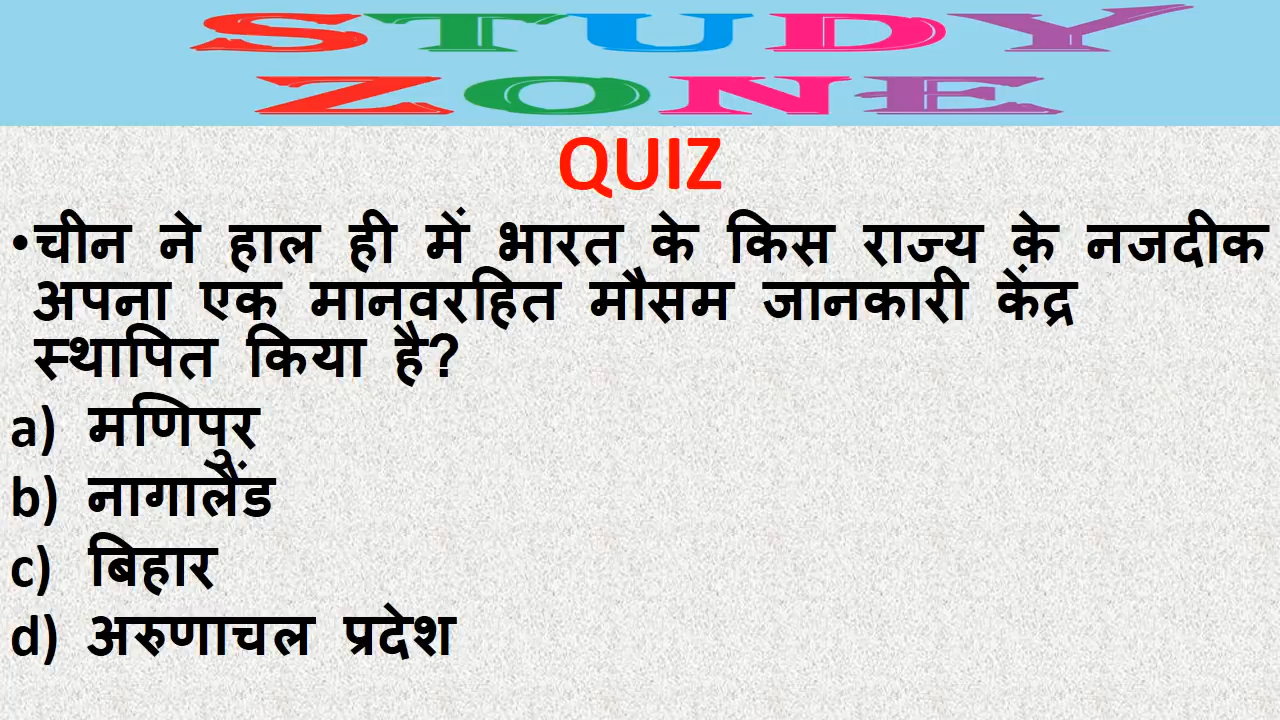 STUDY
ZONE
QUIZ
•चीन ने हाल ही में भारत के किस राज्य के नजदीक
अपना एक मानवरहित मौसम जानकारी केंद्र
स्थापित किया है?
a) मणिपुर
b) नागालैंड
c) बिहार
d) अरुणाचल प्रदेश